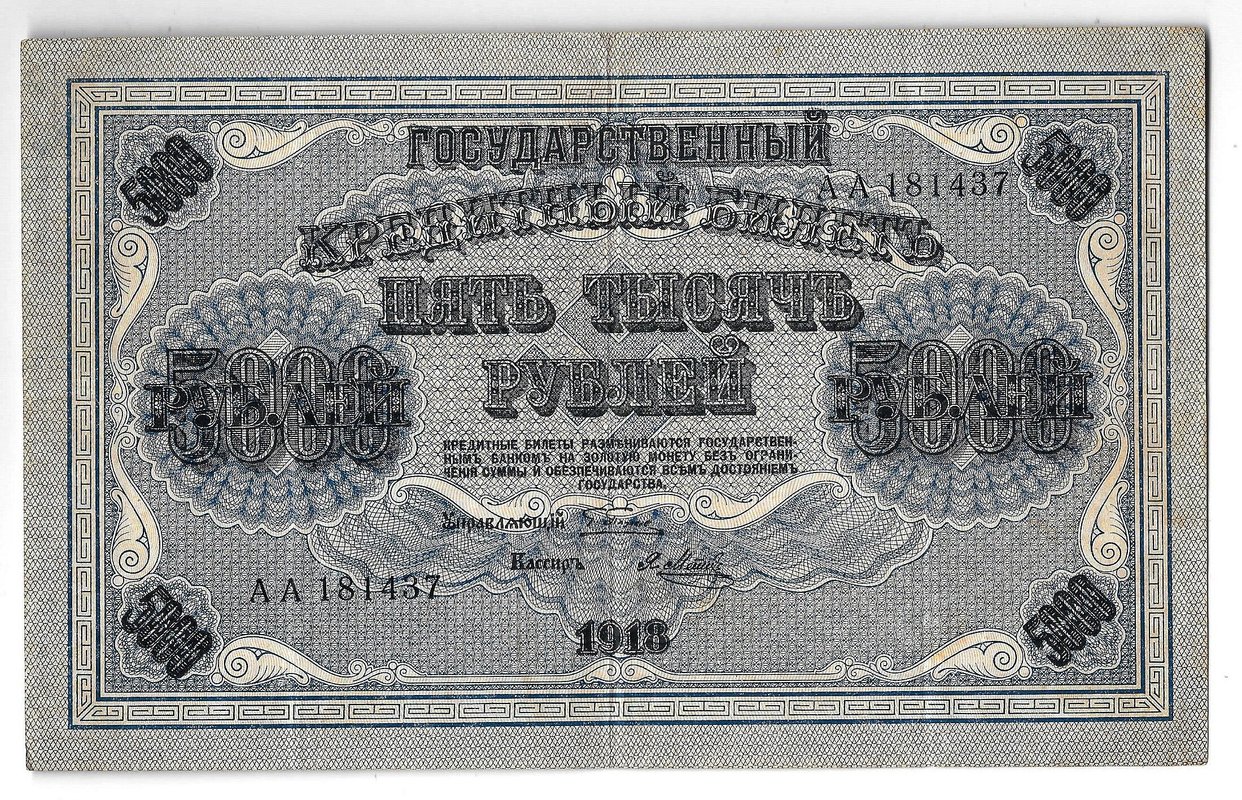 5000
ГОСУДАРСТВЕННЫЙ
5000
АА 181437
КРЕДИТНЫЙ БИЛЕТЪ
ПЯТЬ ТЫСЯЧЪ
РУБЛЕЙ
5000
РУБЛЕЙ
5000
РУБЛЕЙ
КРЕДИТНЫЕ БИЛЕТЫ РАЗМѢНИВАЮТСЯ ГОСУДАРСТВЕН-
НЫМЪ БАНКОМЪ НА ЗОЛОТУЮ МОНЕТУ БЕЗЪ ОГРАНИ-
ЧЕНІЯ СУММЫ И ОБЕЗПЕЧИВАЮТСЯ ВСѢМЪ ДОСТОЯНІЕМЪ
ГОСУДАРСТВА.
Управляющій
Кассиръ
АА 181437
5000
1918
5000